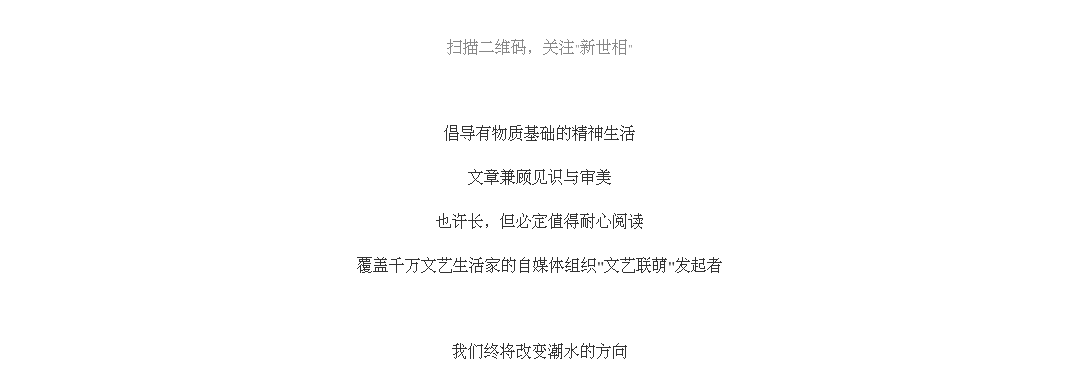 扫描二维码，关注"新世相"
倡导有物质基础的精神生活
文章兼顾见识与审美
也许长，但必定值得耐心阅读
覆盖千万文艺生活家的自媒体组织"文艺联萌"发起者
我们终将改变潮水的方向